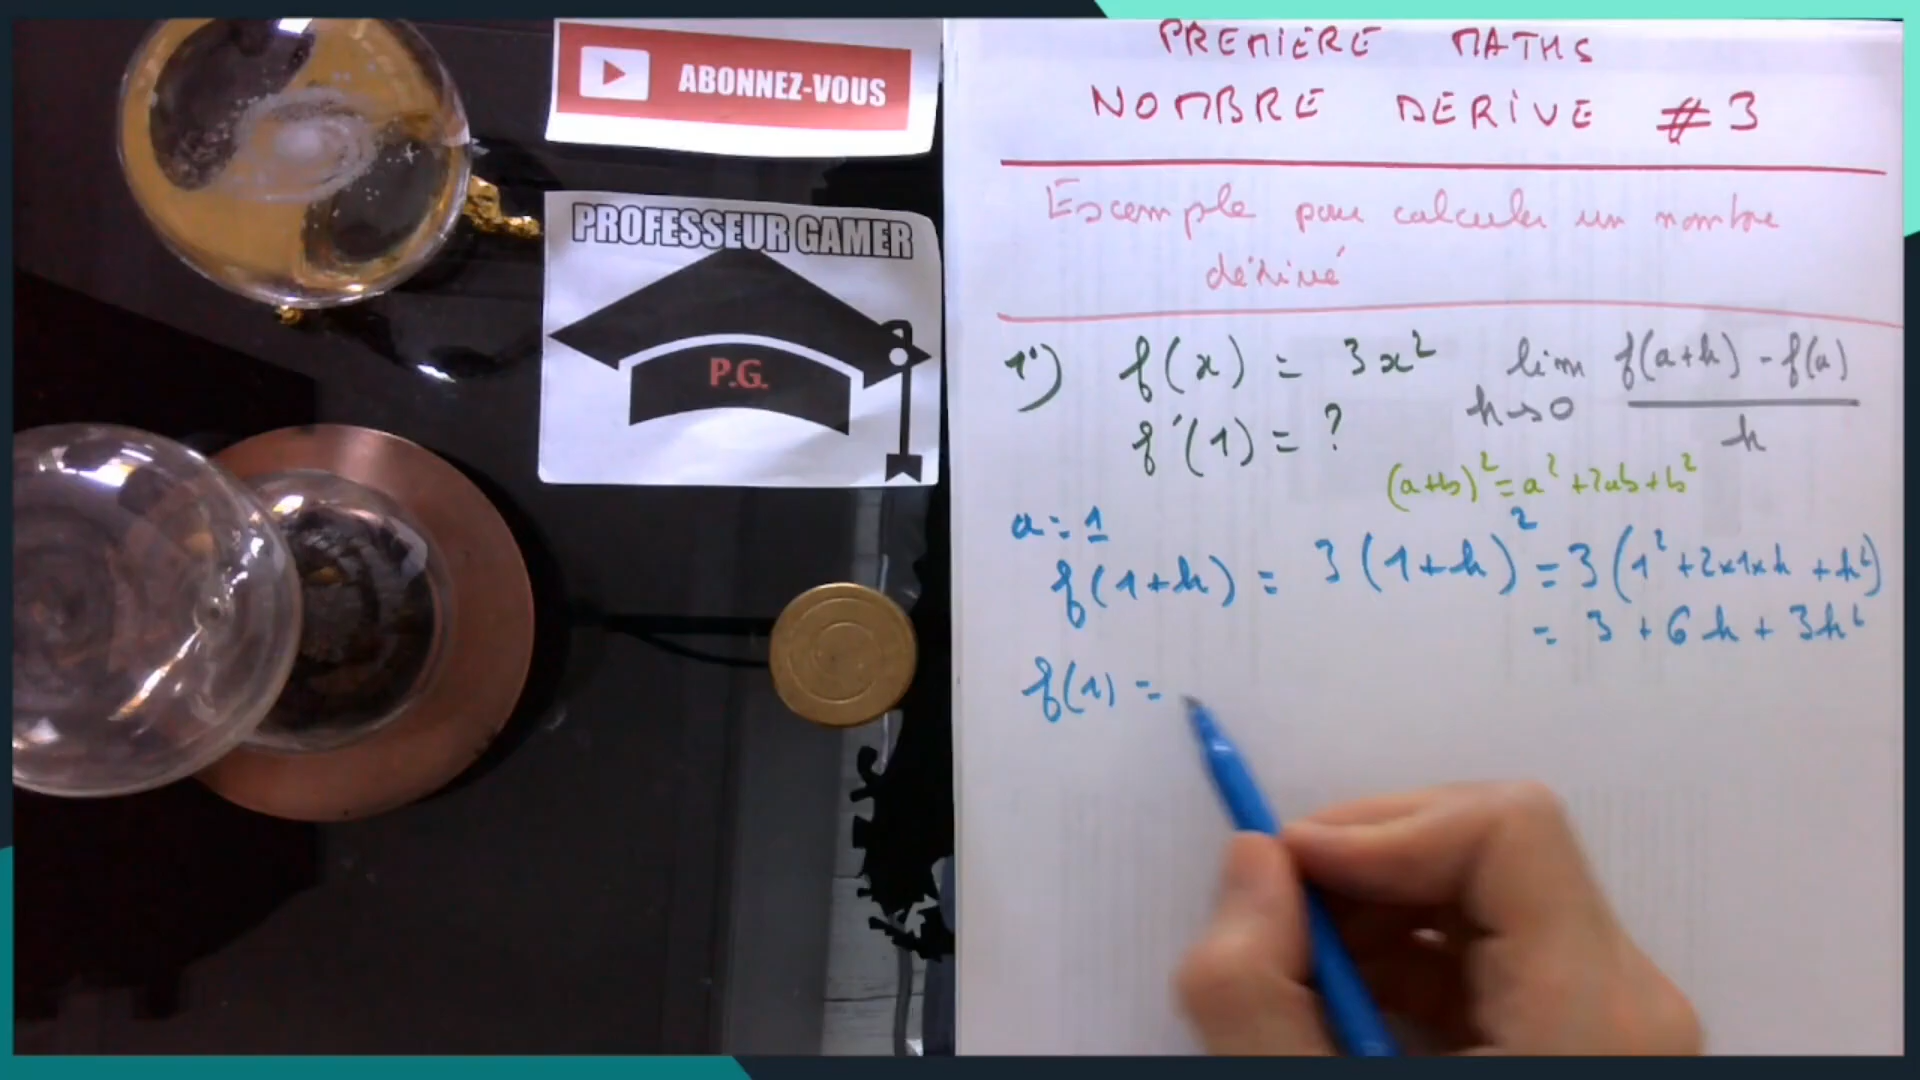 ABONNEZ-VOUS
PROFESSEUR GAMER
P.G.
PREMIERE MATHS
NOMBRE DERIVE #3
Exemple pour calculer un nombre
dérivé
1°) f(x) = 3x² lim f(a+h) - f(a)
h→0 h
f'(1) = ?
(a+b)² = a² + 2ab + b²
a = 1
f(1+h) = 3(1+h)² = 3(1² + 2×1×h + h²)
= 3 + 6h + 3h²
f(1) =